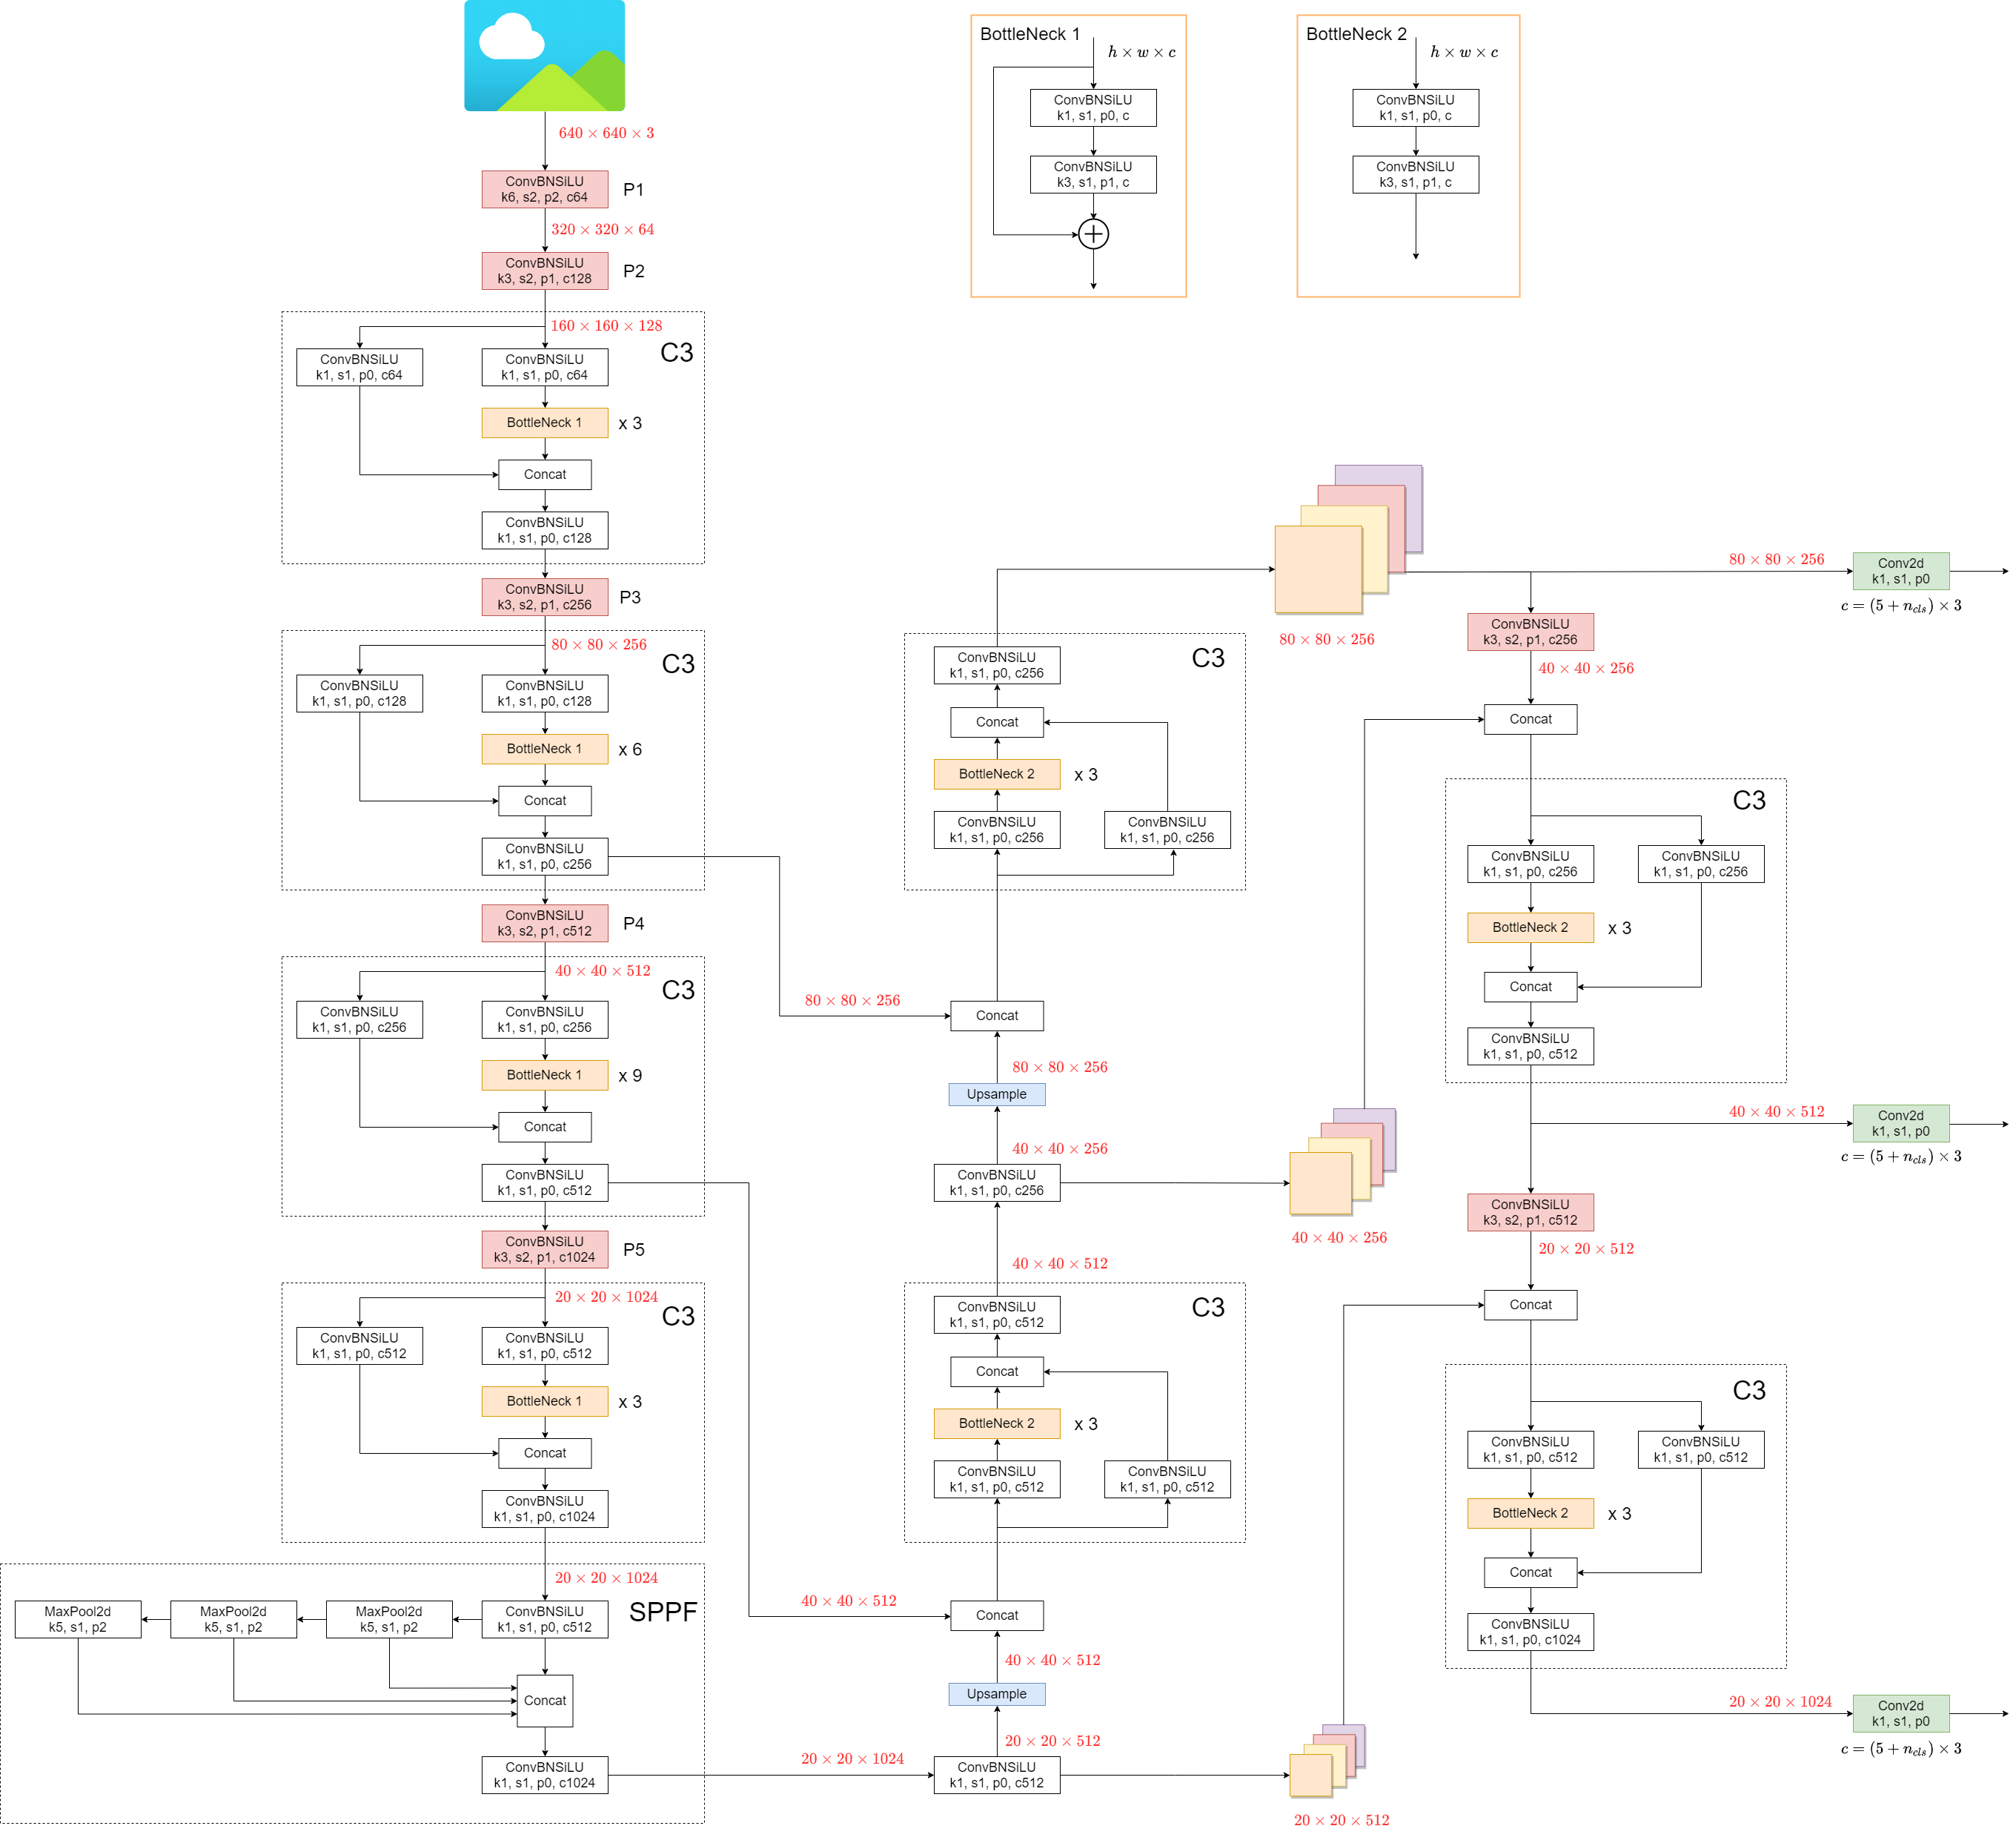 640 × 640 × 3
ConvBNSiLU
k6, s2, p2, c64
P1
320 × 320 × 64
ConvBNSiLU
k3, s2, p1, c128
P2
160 × 160 × 128
C3
ConvBNSiLU
k1, s1, p0, c64
ConvBNSiLU
k1, s1, p0, c64
BottleNeck 1
x 3
Concat
ConvBNSiLU
k1, s1, p0, c128
ConvBNSiLU
k3, s2, p1, c256
P3
80 × 80 × 256
C3
ConvBNSiLU
k1, s1, p0, c128
ConvBNSiLU
k1, s1, p0, c128
BottleNeck 1
x 6
Concat
ConvBNSiLU
k1, s1, p0, c256
ConvBNSiLU
k3, s2, p1, c512
P4
40 × 40 × 512
C3
ConvBNSiLU
k1, s1, p0, c256
ConvBNSiLU
k1, s1, p0, c256
BottleNeck 1
x 9
Concat
ConvBNSiLU
k1, s1, p0, c512
ConvBNSiLU
k3, s2, p1, c1024
P5
20 × 20 × 1024
C3
ConvBNSiLU
k1, s1, p0, c512
ConvBNSiLU
k1, s1, p0, c512
BottleNeck 1
x 3
Concat
ConvBNSiLU
k1, s1, p0, c1024
20 × 20 × 1024
SPPF
MaxPool2d
k5, s1, p2
MaxPool2d
k5, s1, p2
MaxPool2d
k5, s1, p2
ConvBNSiLU
k1, s1, p0, c512
Concat
ConvBNSiLU
k1, s1, p0, c1024
BottleNeck 1
h × w × c
ConvBNSiLU
k1, s1, p0, c
ConvBNSiLU
k3, s1, p1, c
BottleNeck 2
h × w × c
ConvBNSiLU
k1, s1, p0, c
ConvBNSiLU
k3, s1, p1, c
C3
ConvBNSiLU
k1, s1, p0, c256
Concat
BottleNeck 2
x 3
ConvBNSiLU
k1, s1, p0, c256
ConvBNSiLU
k1, s1, p0, c256
80 × 80 × 256
Concat
80 × 80 × 256
Upsample
40 × 40 × 256
ConvBNSiLU
k1, s1, p0, c256
40 × 40 × 512
C3
ConvBNSiLU
k1, s1, p0, c512
Concat
BottleNeck 2
x 3
ConvBNSiLU
k1, s1, p0, c512
ConvBNSiLU
k1, s1, p0, c512
40 × 40 × 512
Concat
40 × 40 × 512
Upsample
20 × 20 × 512
20 × 20 × 1024
ConvBNSiLU
k1, s1, p0, c512
80 × 80 × 256
40 × 40 × 256
20 × 20 × 512
80 × 80 × 256
Conv2d
k1, s1, p0
c = (5 + n_cls) × 3
ConvBNSiLU
k3, s2, p1, c256
40 × 40 × 256
Concat
C3
ConvBNSiLU
k1, s1, p0, c256
ConvBNSiLU
k1, s1, p0, c256
BottleNeck 2
x 3
Concat
ConvBNSiLU
k1, s1, p0, c512
40 × 40 × 512
Conv2d
k1, s1, p0
c = (5 + n_cls) × 3
ConvBNSiLU
k3, s2, p1, c512
20 × 20 × 512
Concat
C3
ConvBNSiLU
k1, s1, p0, c512
ConvBNSiLU
k1, s1, p0, c512
BottleNeck 2
x 3
Concat
ConvBNSiLU
k1, s1, p0, c1024
20 × 20 × 1024
Conv2d
k1, s1, p0
c = (5 + n_cls) × 3